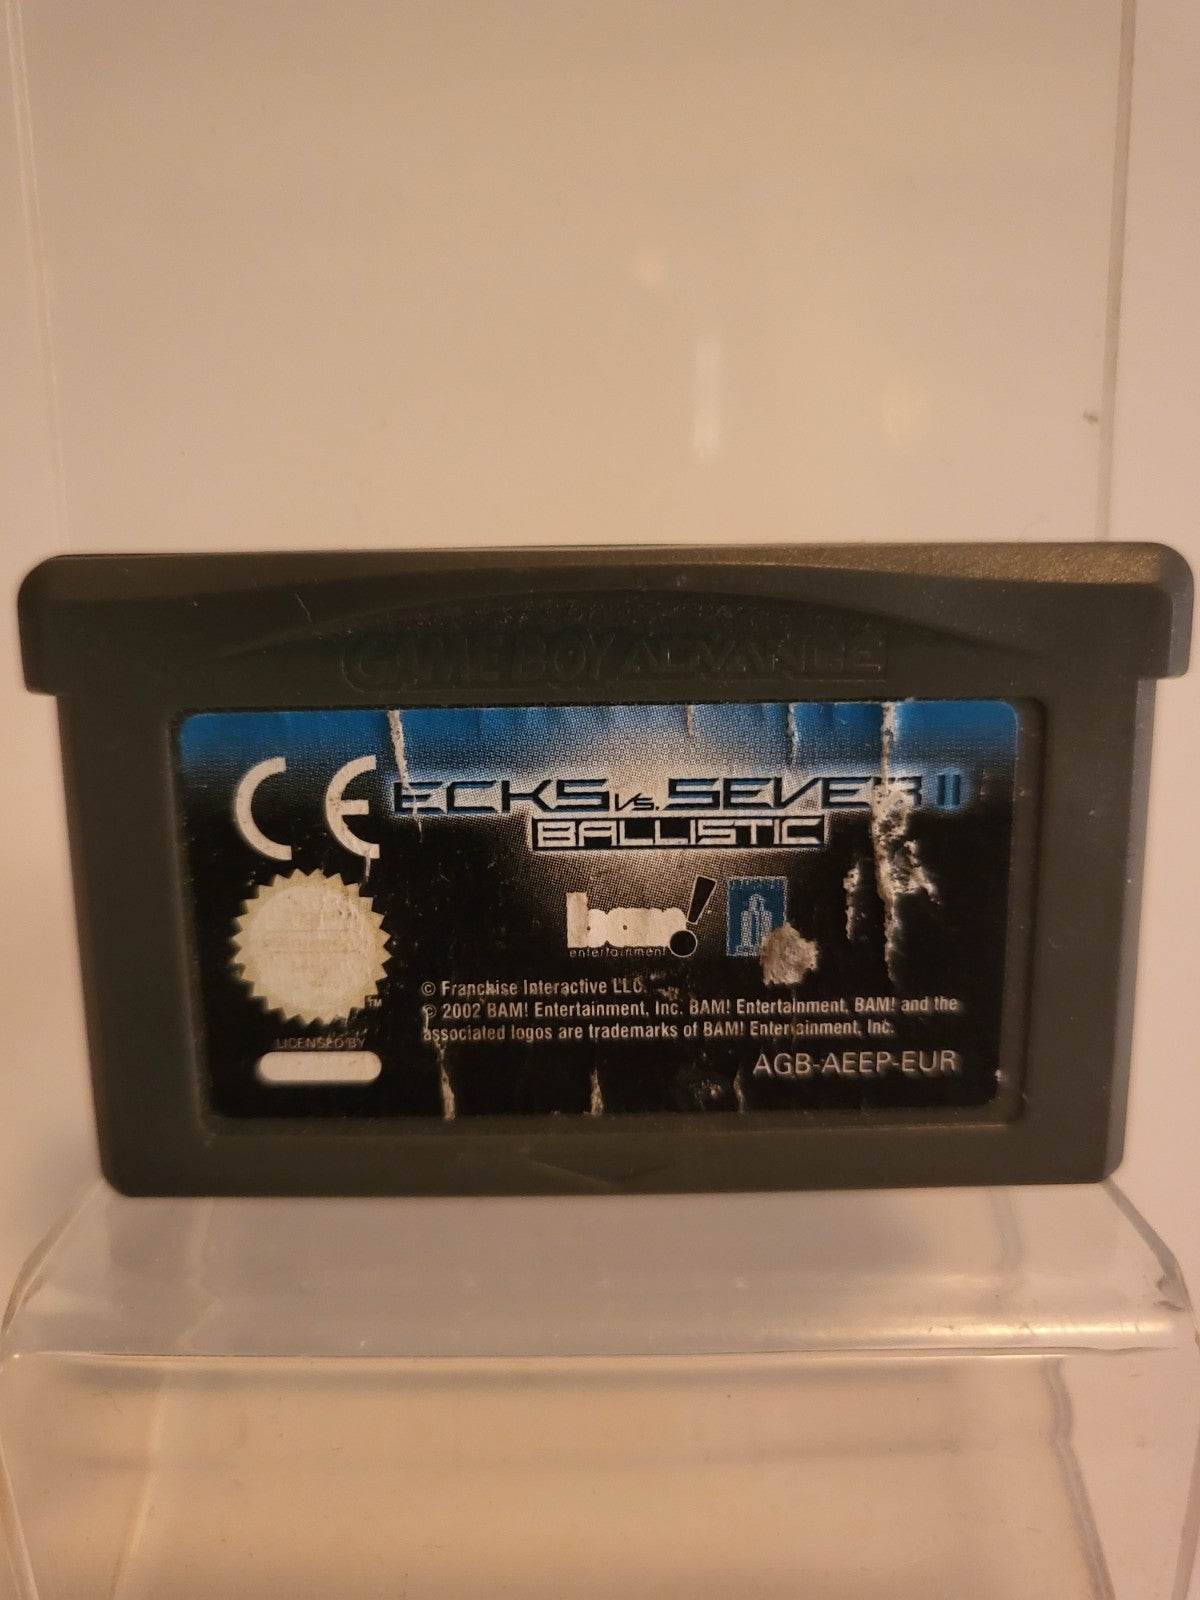 GAME BOY ADVANCE
CE
ECKS VS. SEVER II
BALLISTIC
bam!
entertainment
TM
LICENSED BY
© Franchise Interactive LLC.
© 2002 BAM! Entertainment, Inc. BAM! Entertainment, BAM! and the
associated logos are trademarks of BAM! Entertainment, Inc.
AGB-AEEP-EUR